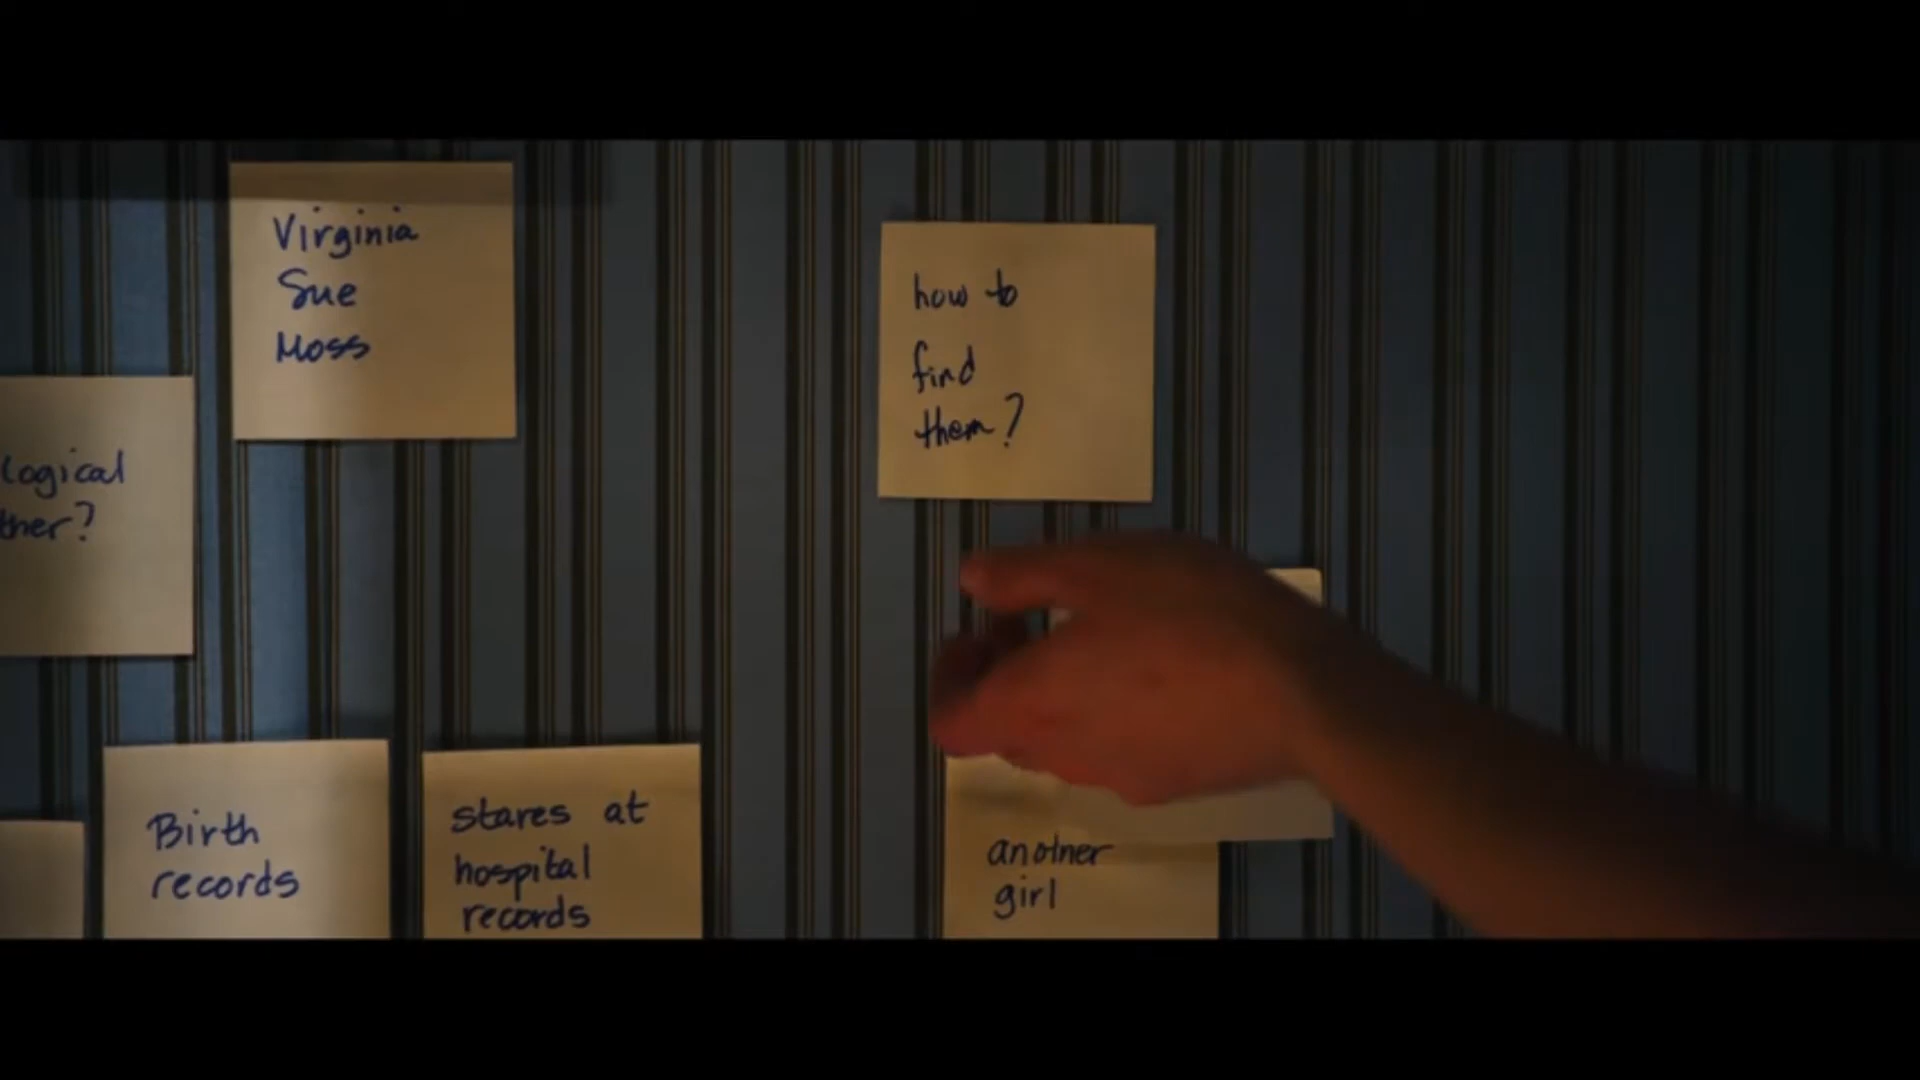 Virginia
Sue
Moss
how to
find
them?
logical
ther?
Birth
records
stares at
hospital
records
another
girl